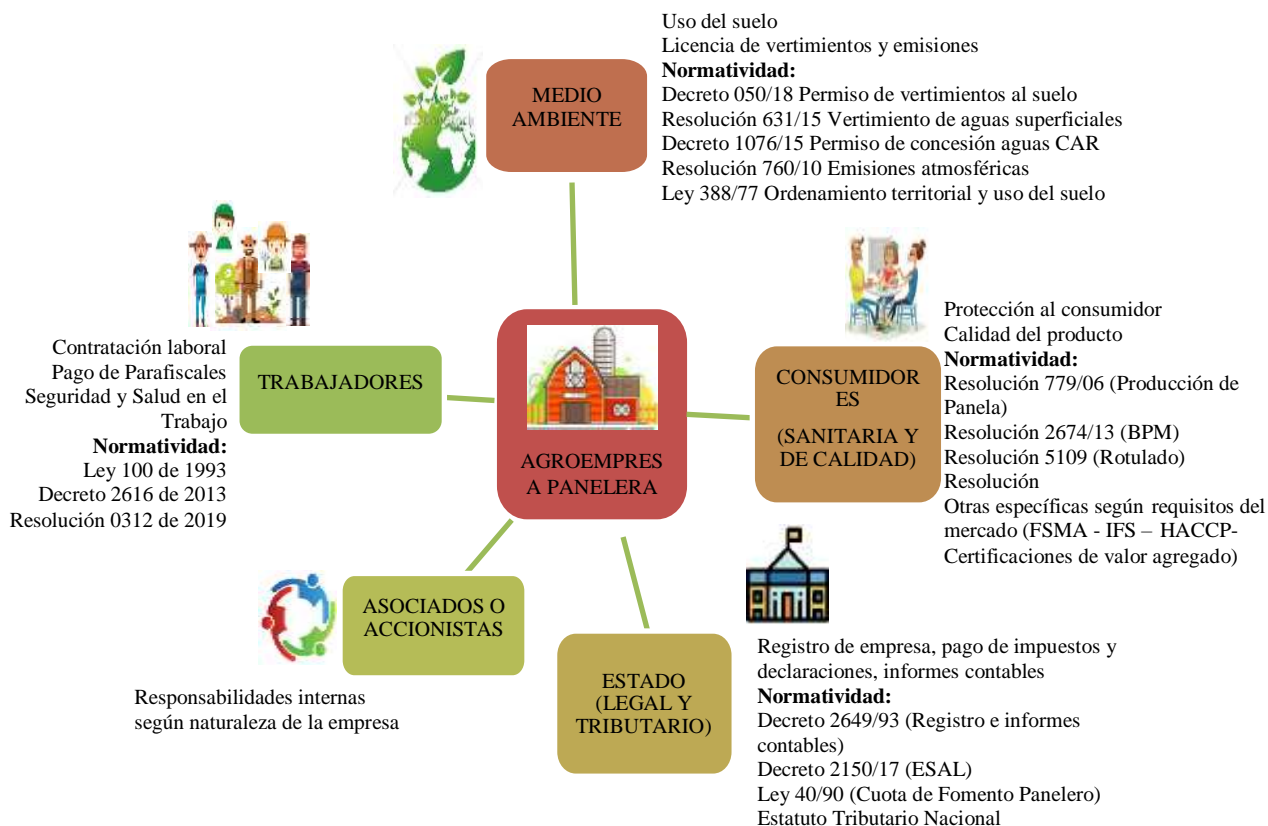 Uso del suelo
Licencia de vertimientos y emisiones
Normatividad:
Decreto 050/18 Permiso de vertimientos al suelo
Resolución 631/15 Vertimiento de aguas superficiales
Decreto 1076/15 Permiso de concesión aguas CAR
Resolución 760/10 Emisiones atmosféricas
Ley 388/77 Ordenamiento territorial y uso del suelo
MEDIO
AMBIENTE
Contratación laboral
Pago de Parafiscales
Seguridad y Salud en el
Trabajo
Normatividad:
Ley 100 de 1993
Decreto 2616 de 2013
Resolución 0312 de 2019
TRABAJADORES
AGROEMPRES
A PANELERA
CONSUMIDOR
ES
(SANITARIA Y
DE CALIDAD)
Protección al consumidor
Calidad del producto
Normatividad:
Resolución 779/06 (Producción de
Panela)
Resolución 2674/13 (BPM)
Resolución 5109 (Rotulado)
Resolución
Otras específicas según requisitos del
mercado (FSMA - IFS – HACCP-
Certificaciones de valor agregado)
ASOCIADOS O
ACCIONISTAS
Responsabilidades internas
según naturaleza de la empresa
ESTADO
(LEGAL Y
TRIBUTARIO)
Registro de empresa, pago de impuestos y
declaraciones, informes contables
Normatividad:
Decreto 2649/93 (Registro e informes
contables)
Decreto 2150/17 (ESAL)
Ley 40/90 (Cuota de Fomento Panelero)
Estatuto Tributario Nacional